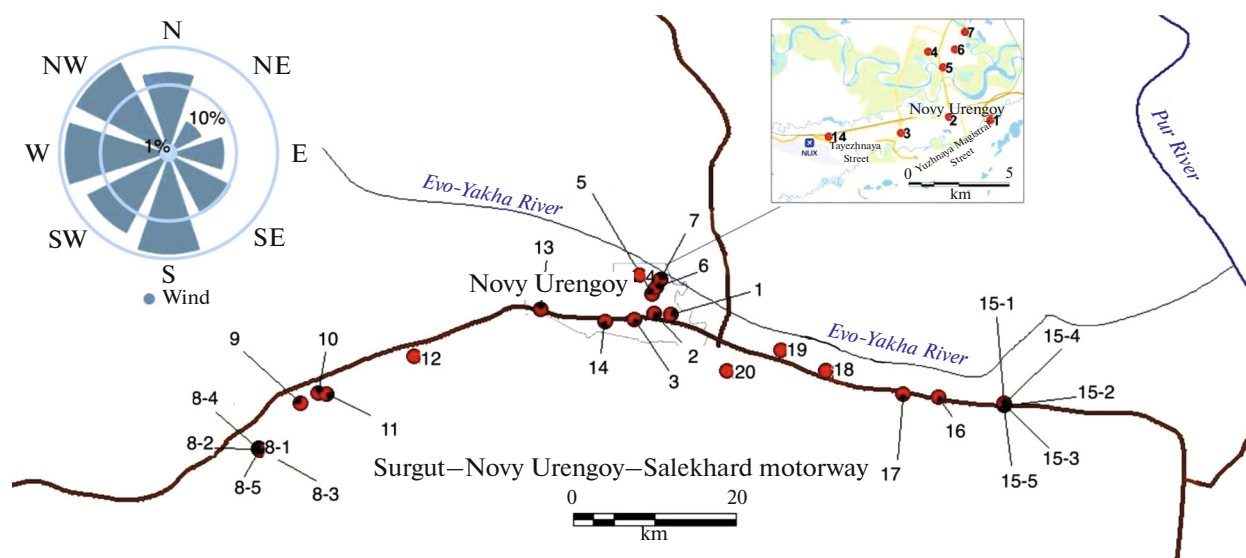 N
NW
NE
10%
1%
W
E
SW
SE
S
Wind
7
4
6
5
Novy Urengoy
2
1
3
14
NUX
Tayezhnaya
Street
Yuzhnaya Magistral
Street
0
5
km
Pur River
Evo-Yakha River
5
7
13
4
6
Novy Urengoy
1
15-1
15-4
Evo-Yakha River
9
10
12
14
3
2
19
20
18
15-2
8-4
11
8-2
8-1
16
15-3
17
15-5
8-5
8-3
Surgut–Novy Urengoy–Salekhard motorway
0
20
km